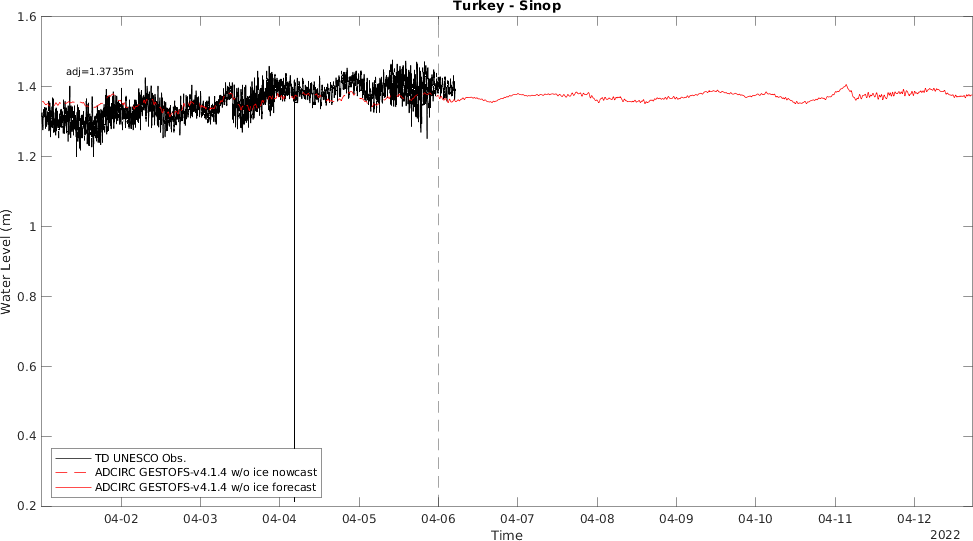 Turkey - Sinop
adj=1.3735m
1.6
1.4
1.2
1
0.8
0.6
0.4
0.2
Water Level (m)
TD UNESCO Obs.
ADCIRC GESTOFS-v4.1.4 w/o ice nowcast
ADCIRC GESTOFS-v4.1.4 w/o ice forecast
04-02 04-03 04-04 04-05 04-06 04-07 04-08 04-09 04-10 04-11 04-12
Time
2022